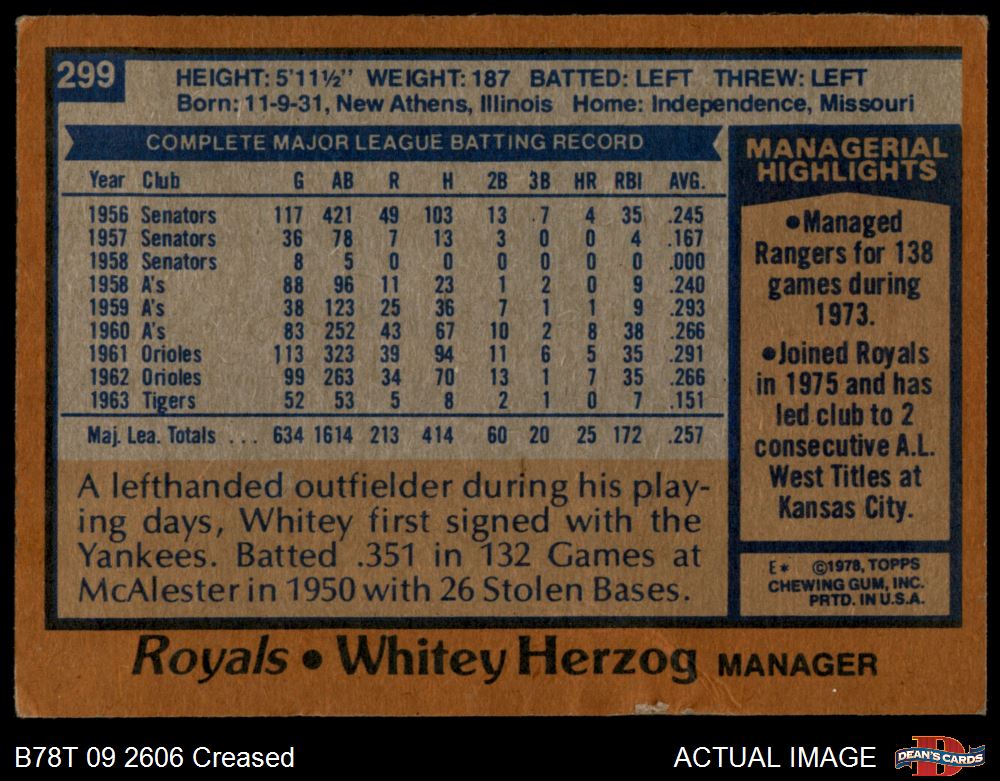 299
HEIGHT: 5'11½" WEIGHT: 187 BATTED: LEFT THREW: LEFT
Born: 11-9-31, New Athens, Illinois Home: Independence, Missouri
COMPLETE MAJOR LEAGUE BATTING RECORD
Year Club G AB R H 2B 3B HR RBI AVG.
1956 Senators 117 421 49 103 13 7 4 35 .245
1957 Senators 36 78 7 13 3 0 0 4 .167
1958 Senators 8 5 0 0 0 0 0 0 .000
1958 A's 88 96 11 23 1 2 0 9 .240
1959 A's 38 123 25 36 7 1 1 9 .293
1960 A's 83 252 43 67 10 2 8 38 .266
1961 Orioles 113 323 39 94 11 6 5 35 .291
1962 Orioles 99 263 34 70 13 1 7 35 .266
1963 Tigers 52 53 5 8 2 1 0 7 .151
Maj. Lea. Totals ... 634 1614 213 414 60 20 25 172 .257
A lefthanded outfielder during his play-
ing days, Whitey first signed with the
Yankees. Batted .351 in 132 Games at
McAlester in 1950 with 26 Stolen Bases.
MANAGERIAL
HIGHLIGHTS
•Managed
Rangers for 138
games during
1973.
•Joined Royals
in 1975 and has
led club to 2
consecutive A.L.
West Titles at
Kansas City.
E* ©1978, TOPPS
CHEWING GUM, INC.
PRTD. IN U.S.A.
Royals • Whitey Herzog MANAGER
B78T 09 2606 Creased
ACTUAL IMAGE
D
DEAN'S CARDS